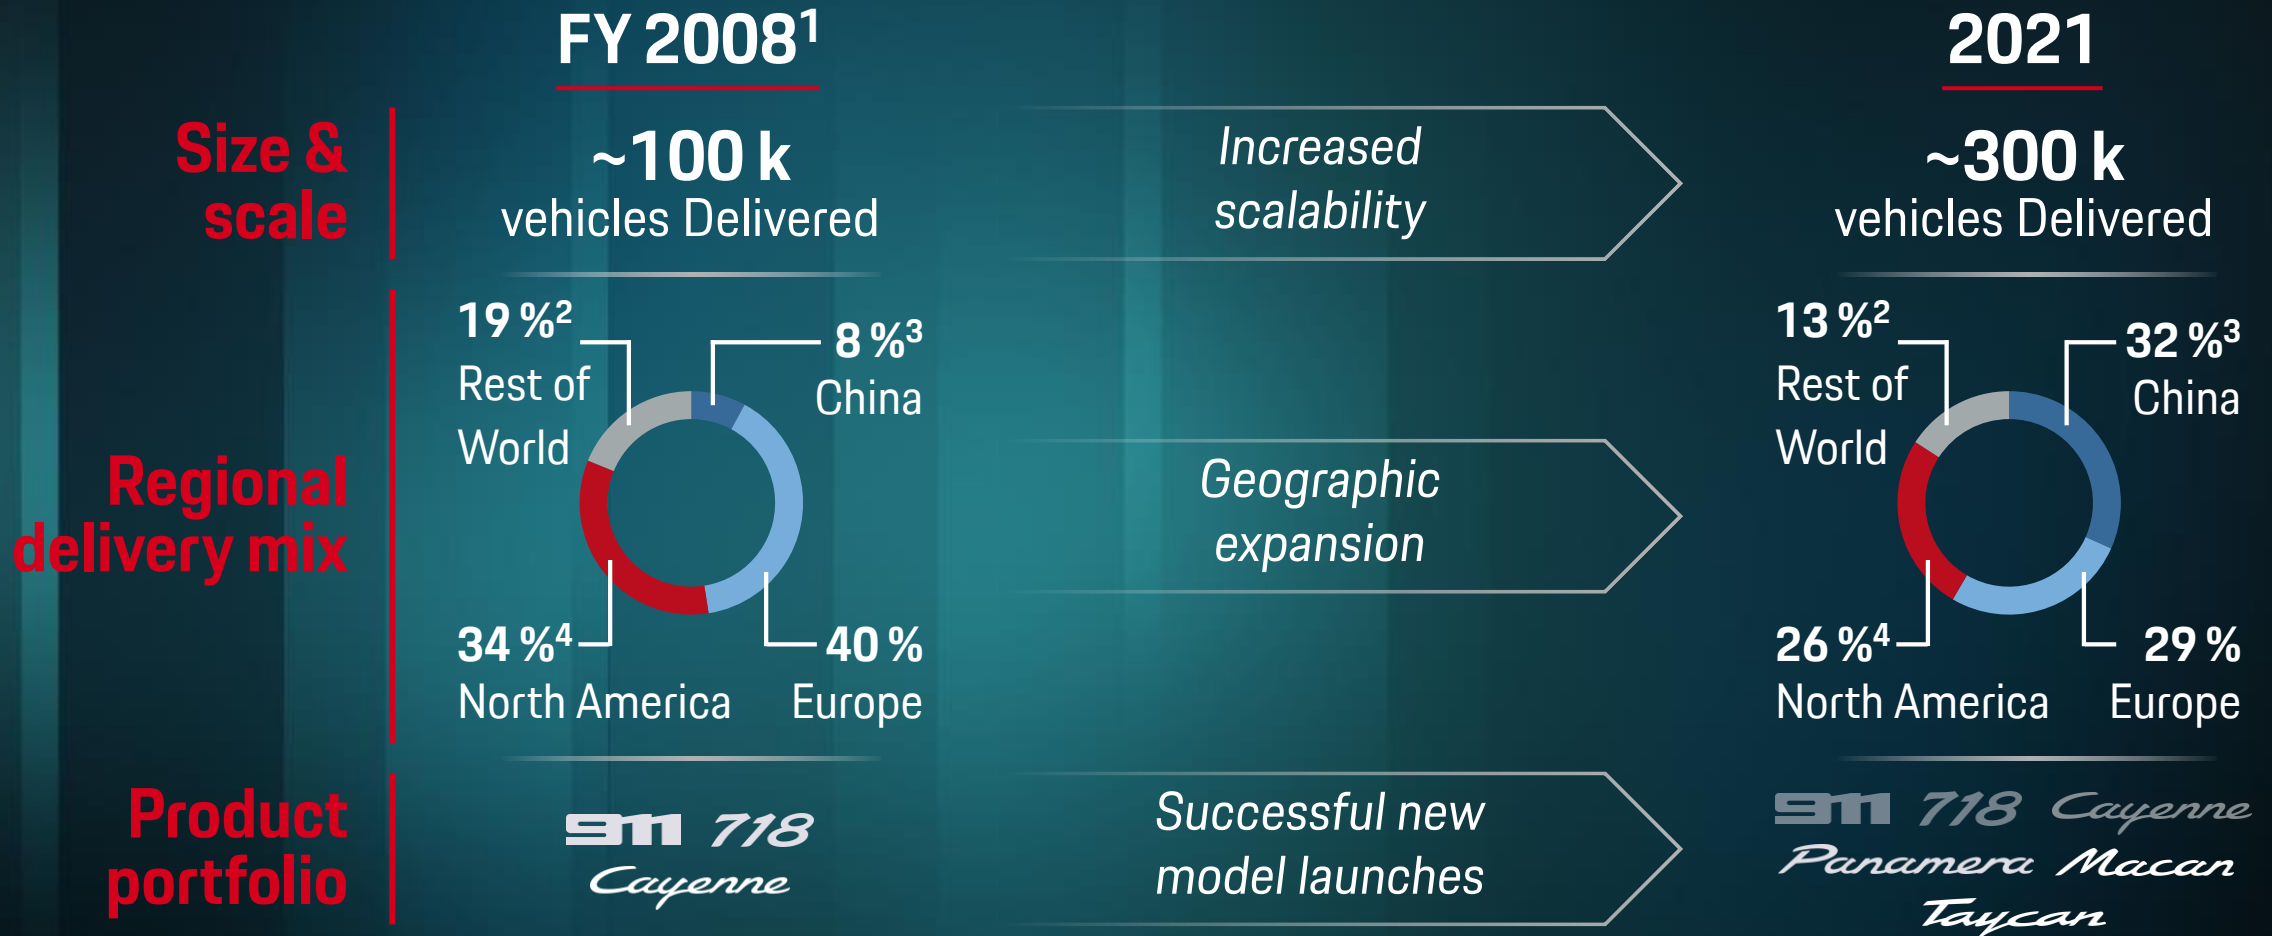 FY 2008¹
2021
Size &
scale
~100 k
vehicles Delivered
Increased
scalability
~300 k
vehicles Delivered
Regional
delivery mix
19 %²
Rest of
World
8 %³
China
34 %⁴
North America
40 %
Europe
Geographic
expansion
13 %²
Rest of
World
32 %³
China
26 %⁴
North America
29 %
Europe
Product
portfolio
911 718
Cayenne
Successful new
model launches
911 718 Cayenne
Panamera Macan
Taycan